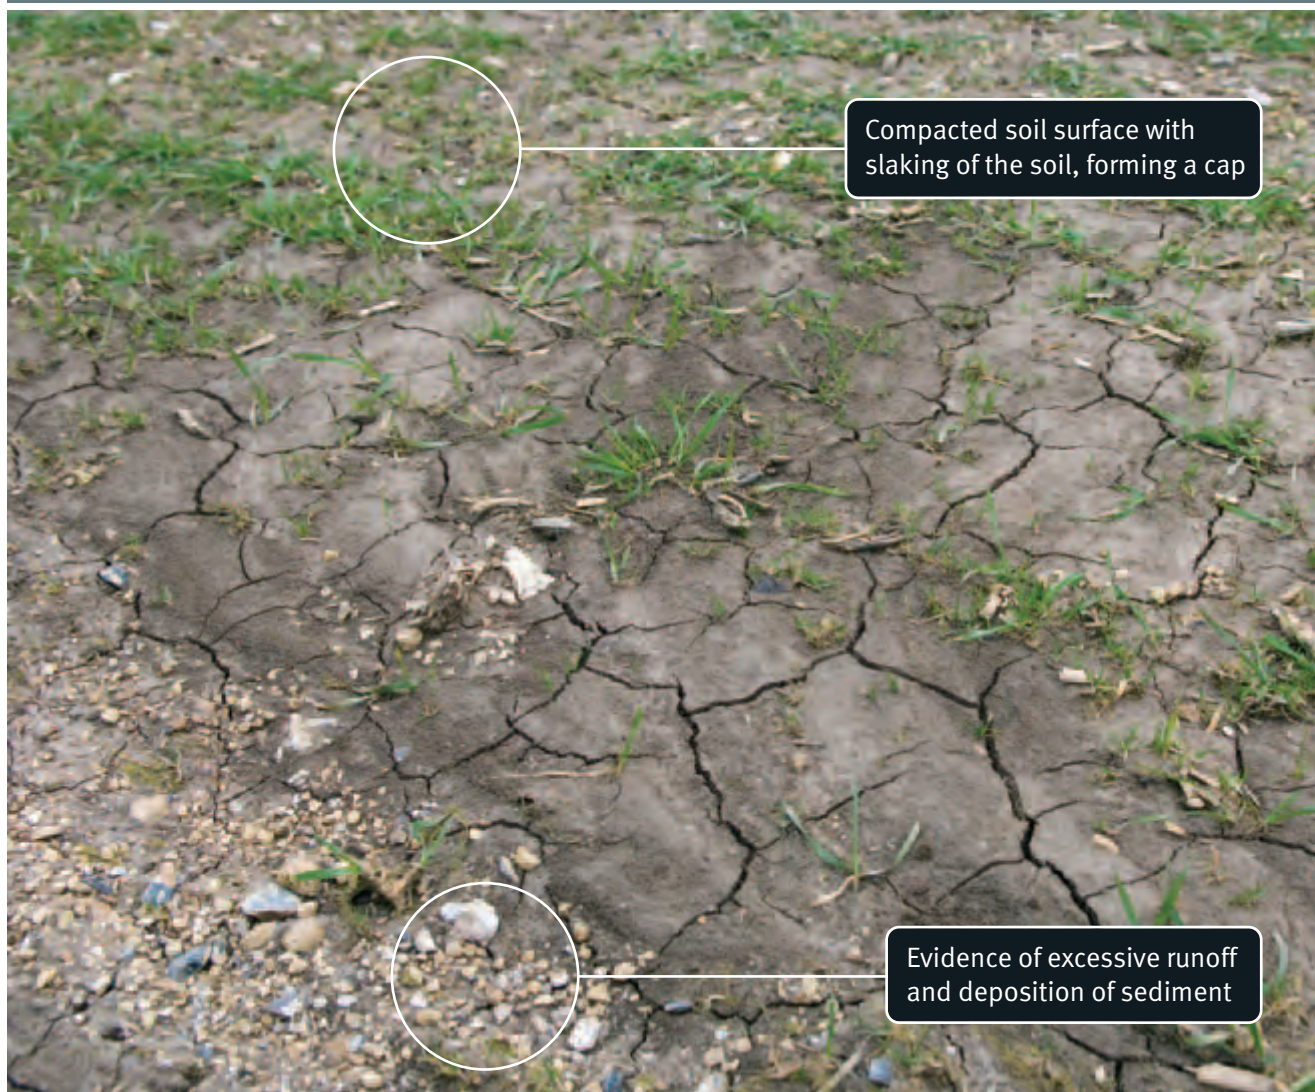 Compacted soil surface with
slaking of the soil, forming a cap
Evidence of excessive runoff
and deposition of sediment